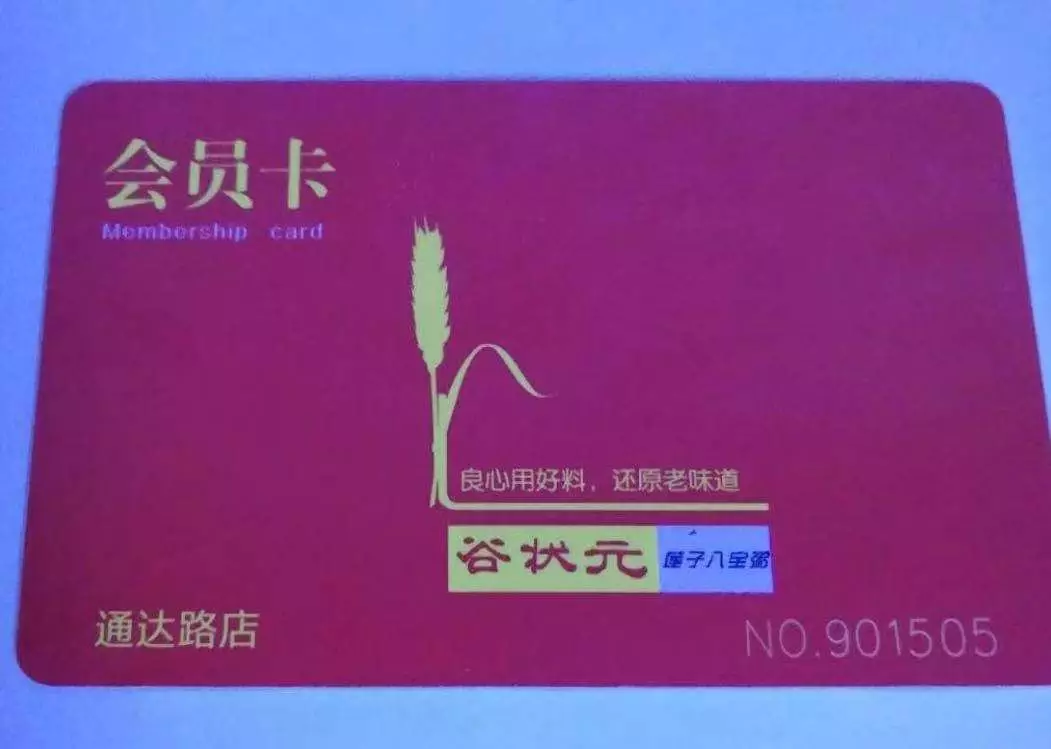 会员卡
Membership card
良心用好料，还原老味道
谷状元 莲子八宝粥
通达路店
NO.901505